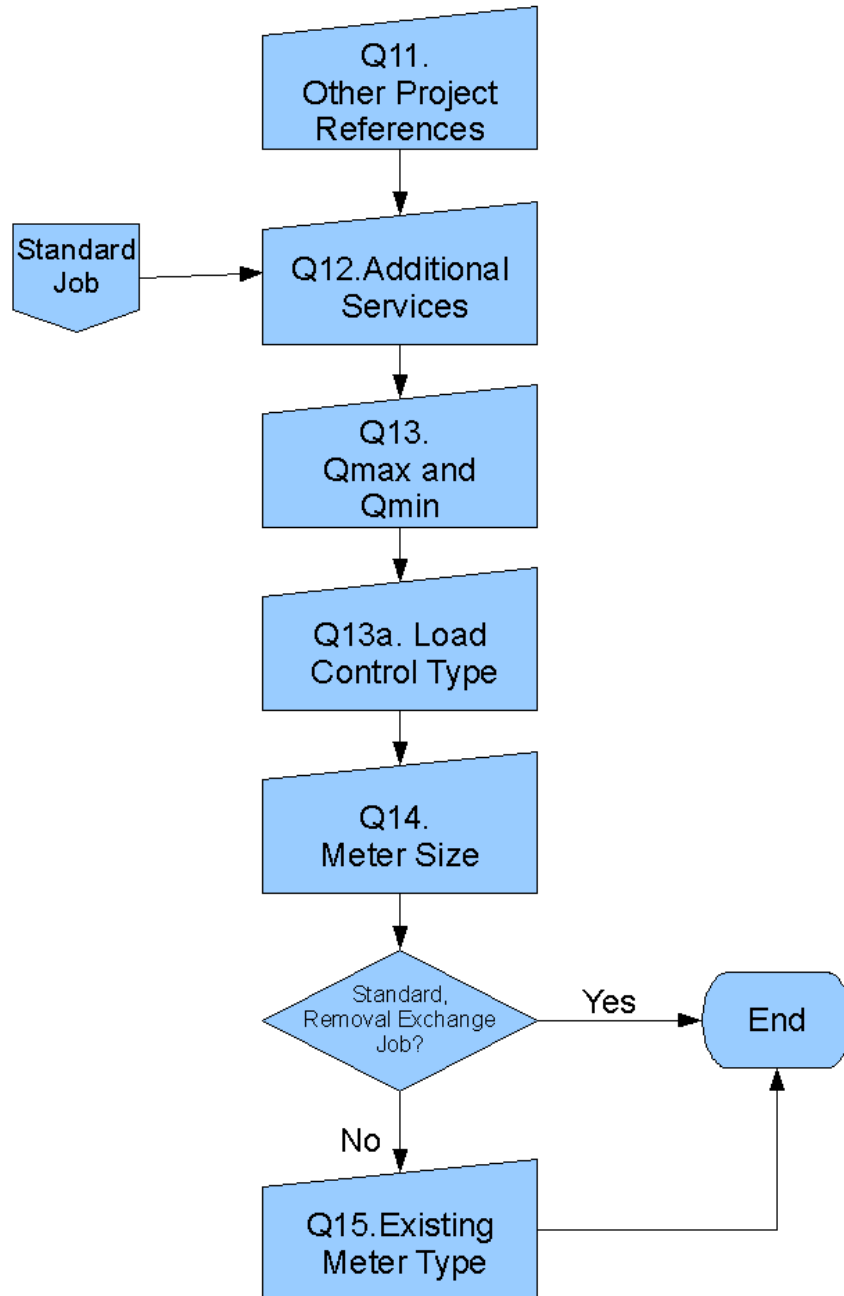 Q11.
Other Project
References
Standard
Job
Q12.Additional
Services
Q13.
Qmax and
Qmin
Q13a. Load
Control Type
Q14.
Meter Size
Standard,
Removal Exchange
Job?
Yes
End
No
Q15.Existing
Meter Type